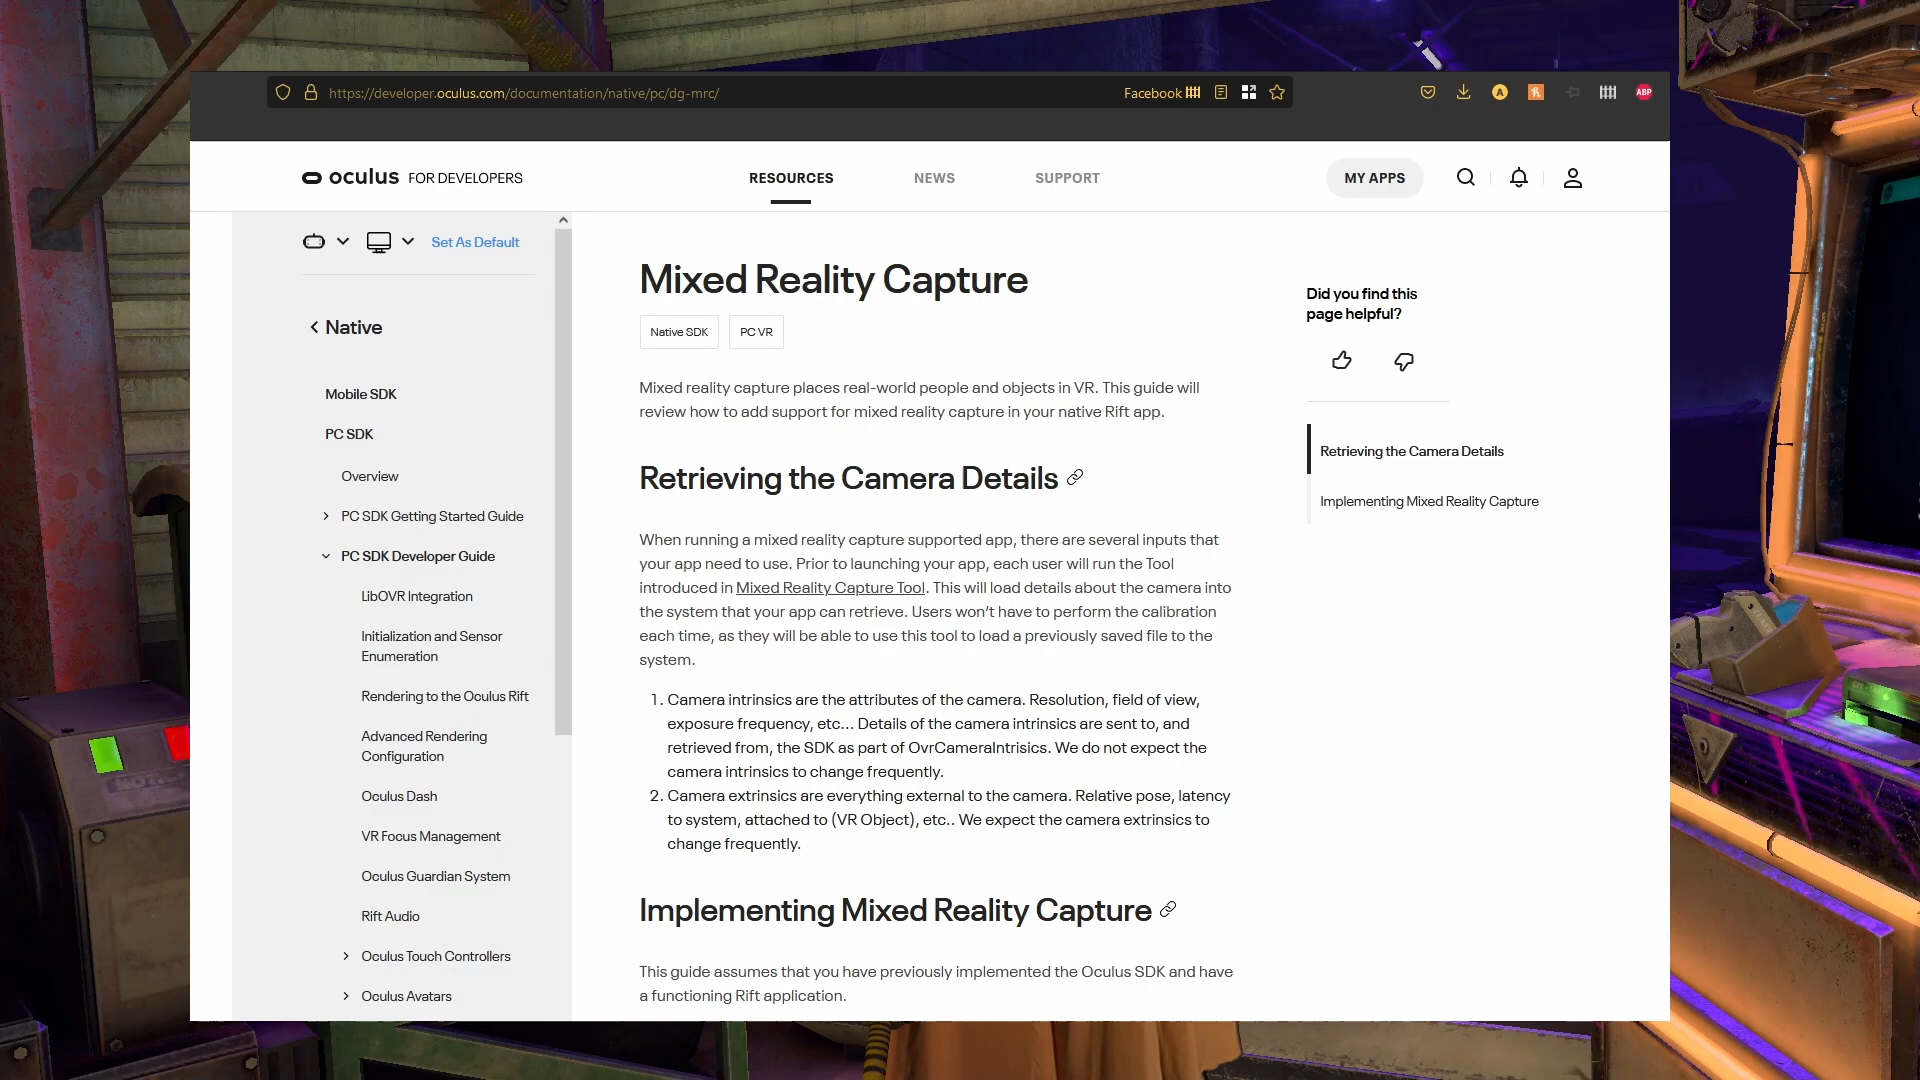 https://developer.oculus.com/documentation/native/pc/dg-mrc/
Facebook
ABP
oculus FOR DEVELOPERS
RESOURCES
NEWS
SUPPORT
MY APPS
Set As Default
Native
Mobile SDK
PC SDK
Overview
PC SDK Getting Started Guide
PC SDK Developer Guide
LibOVR Integration
Initialization and Sensor
Enumeration
Rendering to the Oculus Rift
Advanced Rendering
Configuration
Oculus Dash
VR Focus Management
Oculus Guardian System
Rift Audio
Oculus Touch Controllers
Oculus Avatars
Mixed Reality Capture
Native SDK
PC VR
Mixed reality capture places real-world people and objects in VR. This guide will
review how to add support for mixed reality capture in your native Rift app.
Retrieving the Camera Details
When running a mixed reality capture supported app, there are several inputs that
your app need to use. Prior to launching your app, each user will run the Tool
introduced in Mixed Reality Capture Tool. This will load details about the camera into
the system that your app can retrieve. Users won't have to perform the calibration
each time, as they will be able to use this tool to load a previously saved file to the
system.
1. Camera intrinsics are the attributes of the camera. Resolution, field of view,
exposure frequency, etc... Details of the camera intrinsics are sent to, and
retrieved from, the SDK as part of OvrCameraIntrisics. We do not expect the
camera intrinsics to change frequently.
2. Camera extrinsics are everything external to the camera. Relative pose, latency
to system, attached to (VR Object), etc.. We expect the camera extrinsics to
change frequently.
Implementing Mixed Reality Capture
This guide assumes that you have previously implemented the Oculus SDK and have
a functioning Rift application.
Did you find this
page helpful?
Retrieving the Camera Details
Implementing Mixed Reality Capture